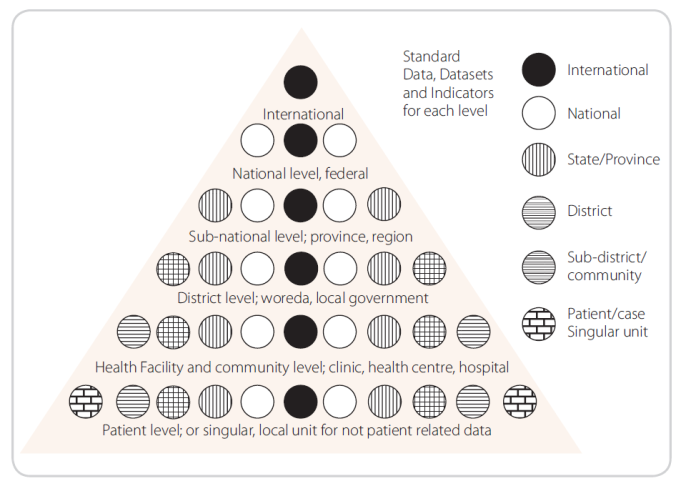 Standard
Data, Datasets
and Indicators
for each level
International
National
State/Province
District
Sub-district/
community
Patient/case
Singular unit
International
National level, federal
Sub-national level; province, region
District level; woreda, local government
Health Facility and community level; clinic, health centre, hospital
Patient level; or singular, local unit for not patient related data